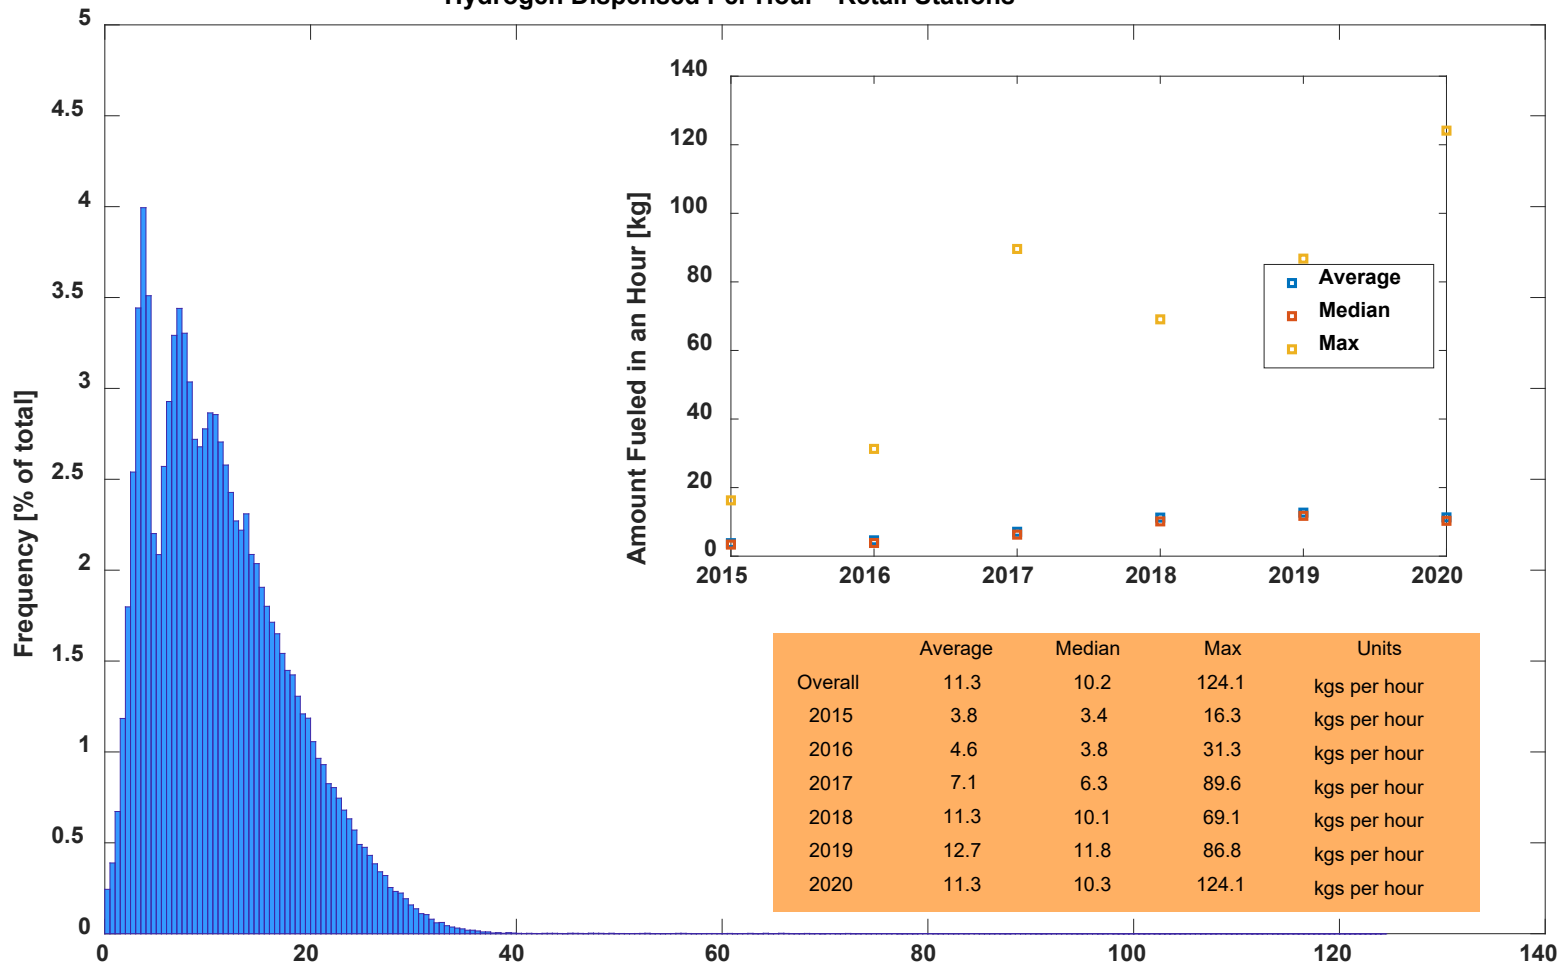 Hydrogen Dispensed Per Hour - Retail Stations
5
4.5
4
3.5
3
2.5
2
1.5
1
0.5
0
Frequency [% of total]
0 20 40 60 80 100 120 140
140
120
100
80
60
40
20
0
Amount Fueled in an Hour [kg]
2015 2016 2017 2018 2019 2020
Average
Median
Max
Average Median Max Units
Overall 11.3 10.2 124.1 kgs per hour
2015 3.8 3.4 16.3 kgs per hour
2016 4.6 3.8 31.3 kgs per hour
2017 7.1 6.3 89.6 kgs per hour
2018 11.3 10.1 69.1 kgs per hour
2019 12.7 11.8 86.8 kgs per hour
2020 11.3 10.3 124.1 kgs per hour